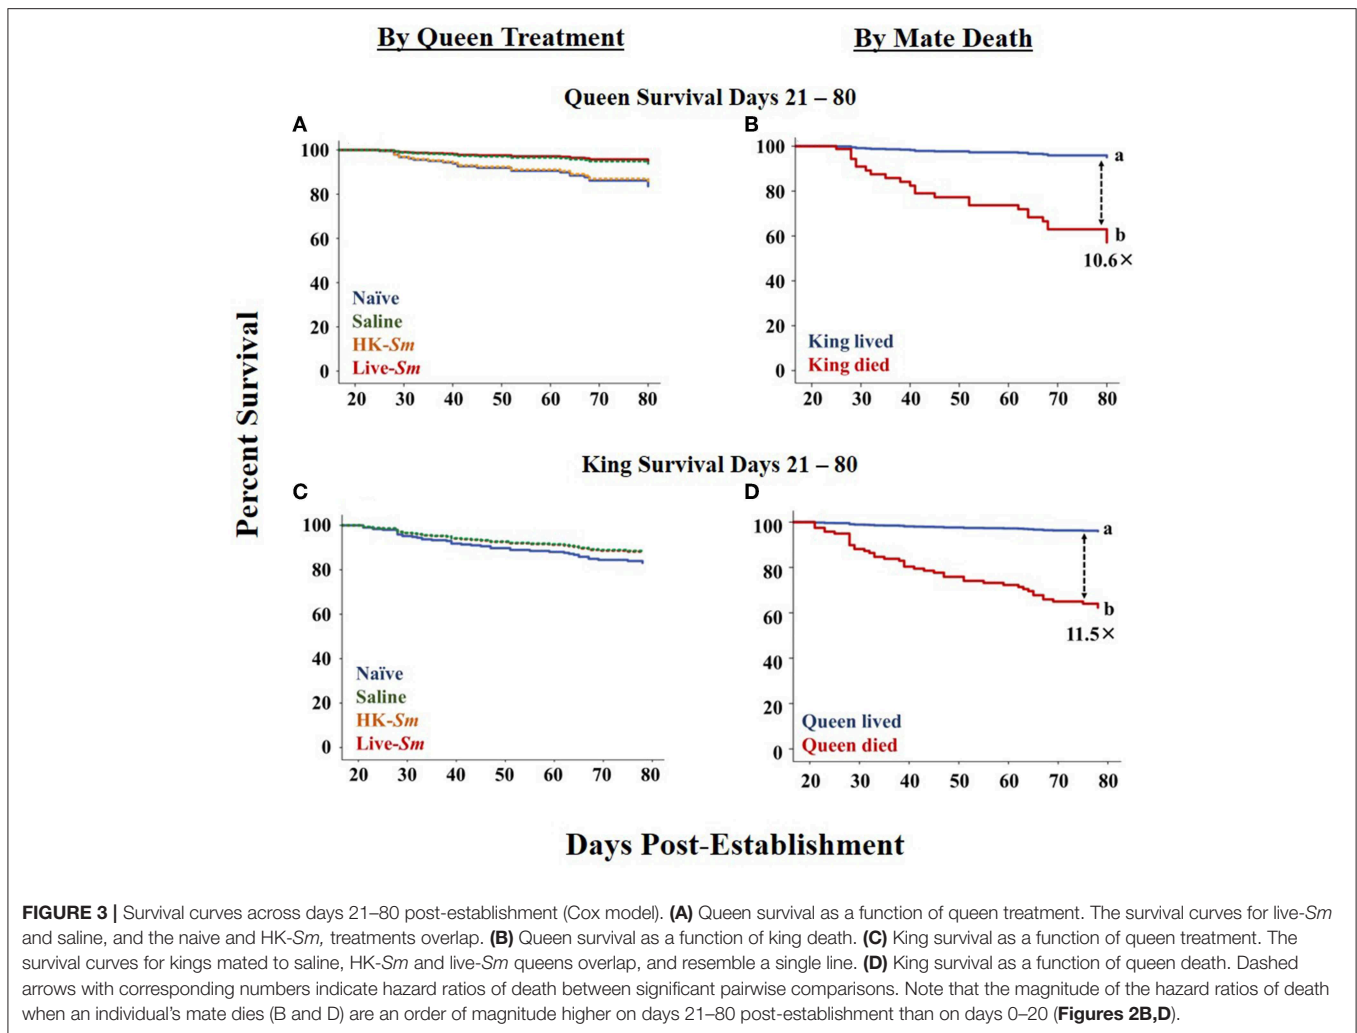 By Queen Treatment
By Mate Death
Queen Survival Days 21 – 80
A
100
80
60
40
20
0
Naïve
Saline
HK-Sm
Live-Sm
20 30 40 50 60 70 80
B
100
80
60
40
20
0
a
b
10.6×
King lived
King died
20 30 40 50 60 70 80
Percent Survival
King Survival Days 21 – 80
C
100
80
60
40
20
0
Naïve
Saline
HK-Sm
Live-Sm
20 30 40 50 60 70 80
D
100
80
60
40
20
0
a
b
11.5×
Queen lived
Queen died
20 30 40 50 60 70 80
Days Post-Establishment
FIGURE 3 | Survival curves across days 21–80 post-establishment (Cox model). (A) Queen survival as a function of queen treatment. The survival curves for live-Sm
and saline, and the naive and HK-Sm, treatments overlap. (B) Queen survival as a function of king death. (C) King survival as a function of queen treatment. The
survival curves for kings mated to saline, HK-Sm and live-Sm queens overlap, and resemble a single line. (D) King survival as a function of queen death. Dashed
arrows with corresponding numbers indicate hazard ratios of death between significant pairwise comparisons. Note that the magnitude of the hazard ratios of death
when an individual's mate dies (B and D) are an order of magnitude higher on days 21–80 post-establishment than on days 0–20 (Figures 2B,D).